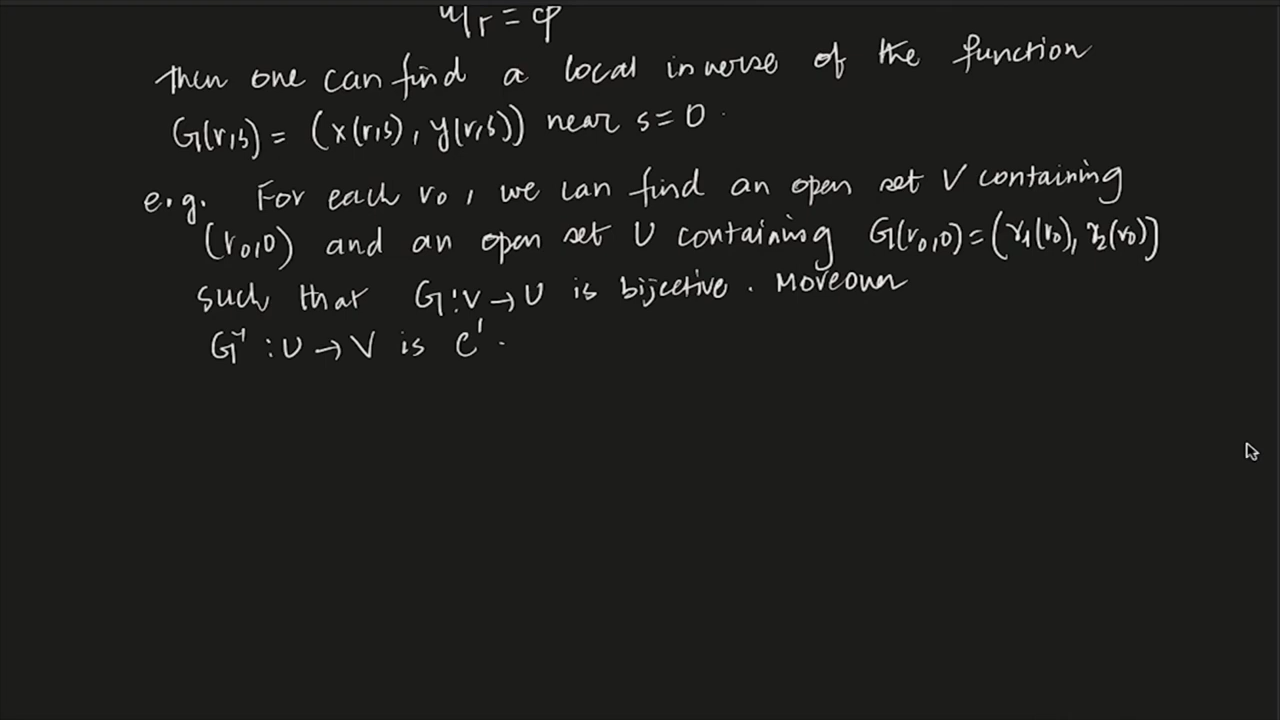 u|Γ = φ
Then one can find a local inverse of the function
G(r,s) = (x(r,s), y(r,s)) near s = 0.
e.g. For each r₀, we can find an open set V containing
(r₀,0) and an open set U containing G(r₀,0) = (γ₁(r₀), γ₂(r₀))
such that G : V → U is bijective. Moreover
G⁻¹ : U → V is C¹.